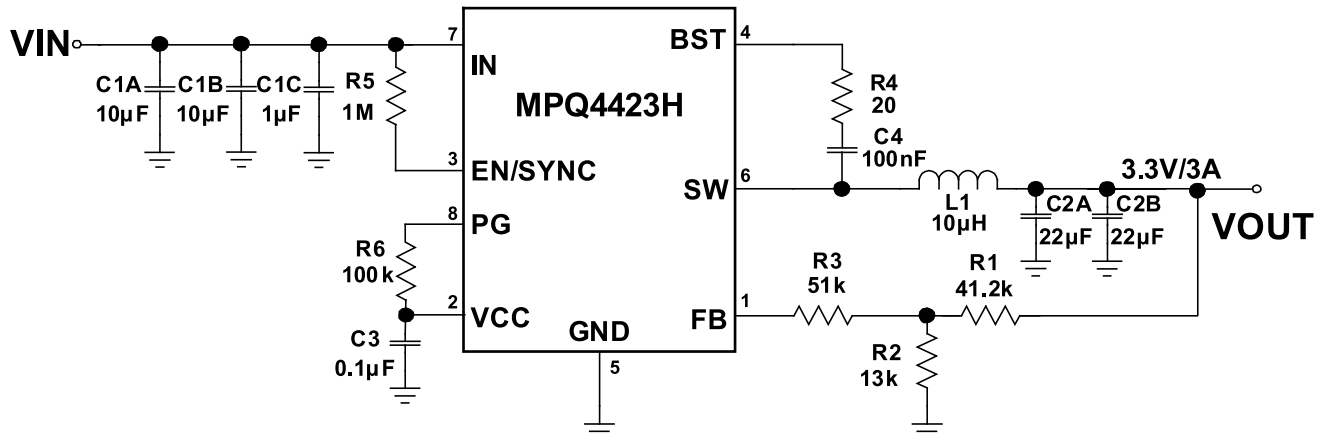 VIN
C1A
10µF
C1B
10µF
C1C
1µF
R5
1M
7
IN
MPQ4423H
BST
4
R4
20
C4
100nF
3
EN/SYNC
SW
6
L1
10µH
3.3V/3A
C2A
22µF
C2B
22µF
VOUT
8
PG
R6
100k
2
VCC
C3
0.1µF
GND
5
FB
1
R3
51k
R1
41.2k
R2
13k